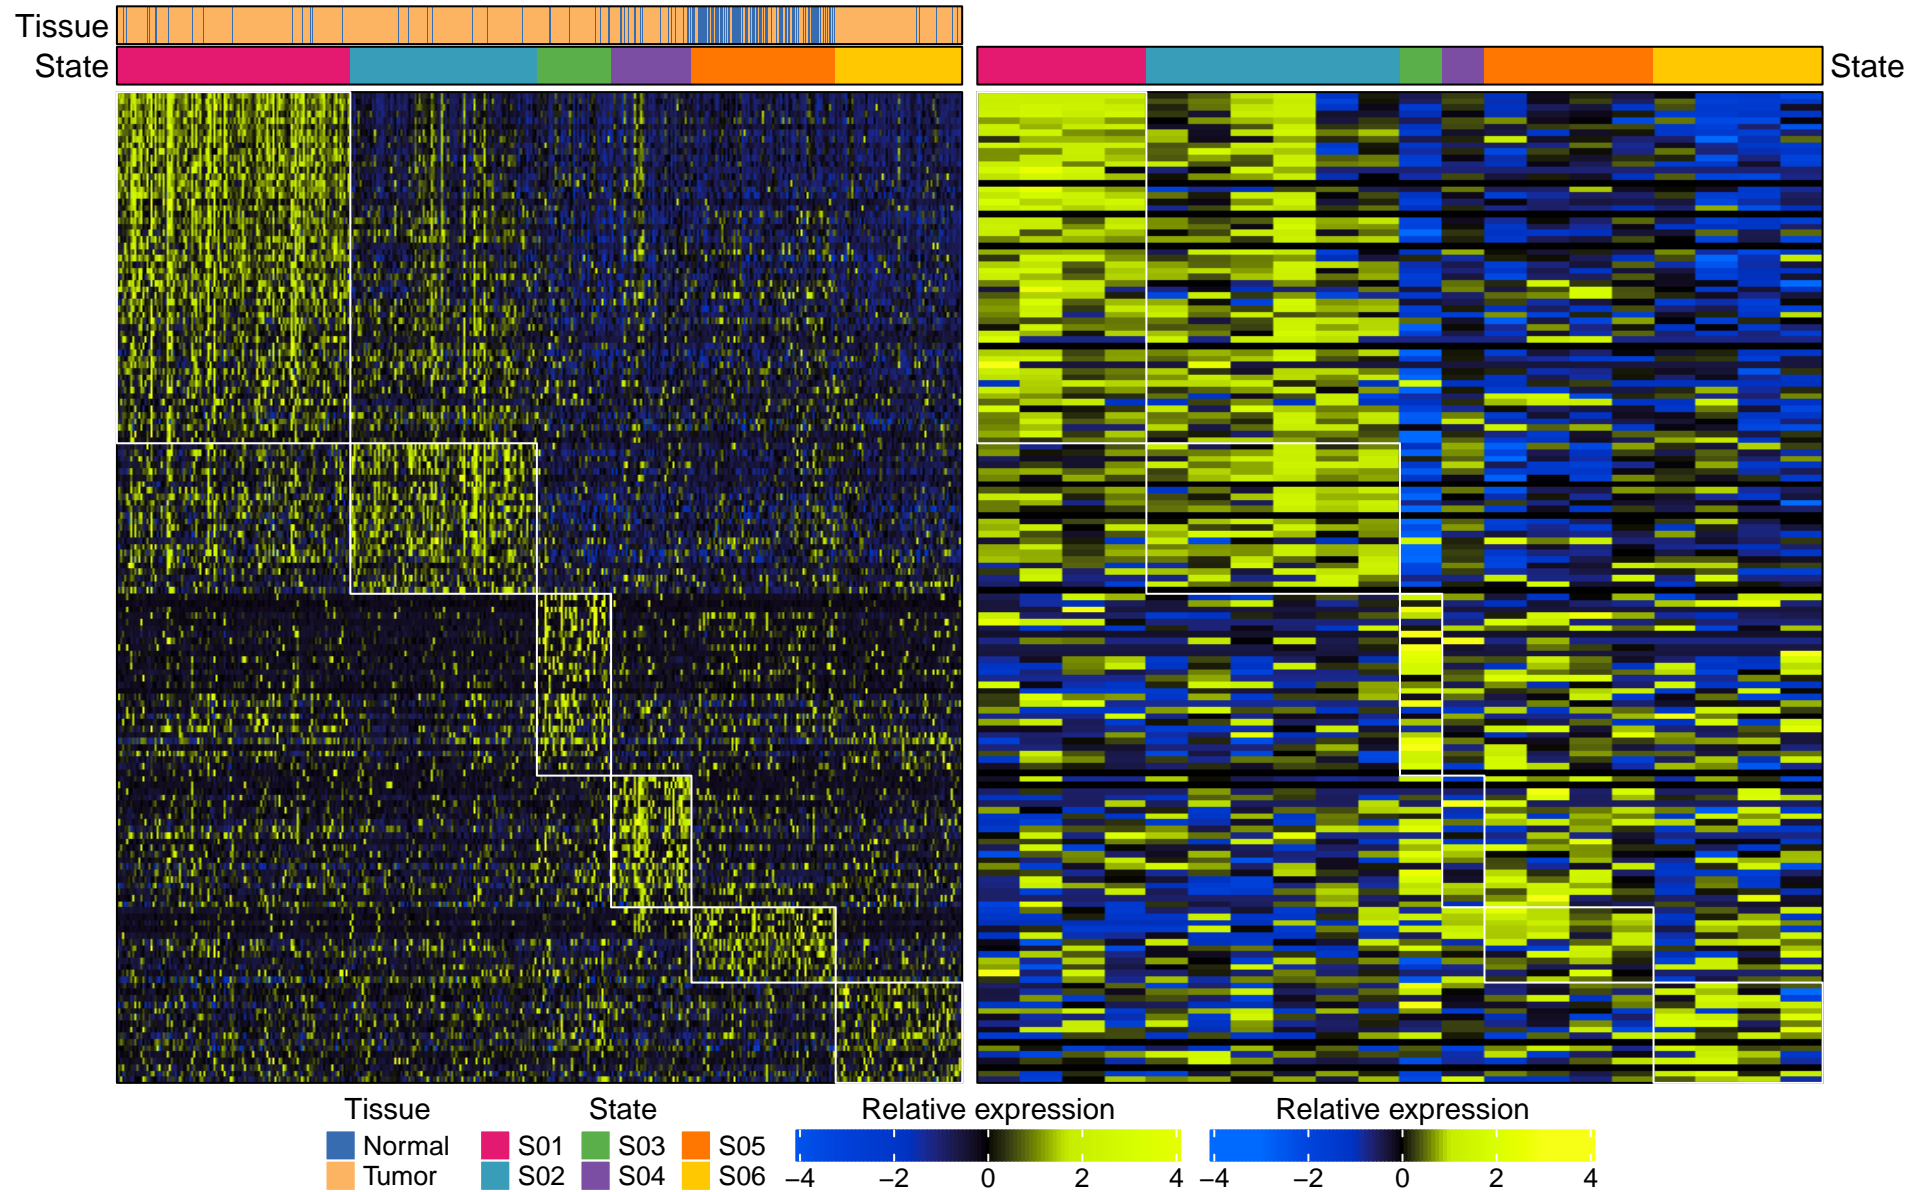 Tissue
State
State
Tissue State Relative expression Relative expression
Normal S01 S03 S05
Tumor S02 S04 S06
−4 −2 0 2 4 −4 −2 0 2 4